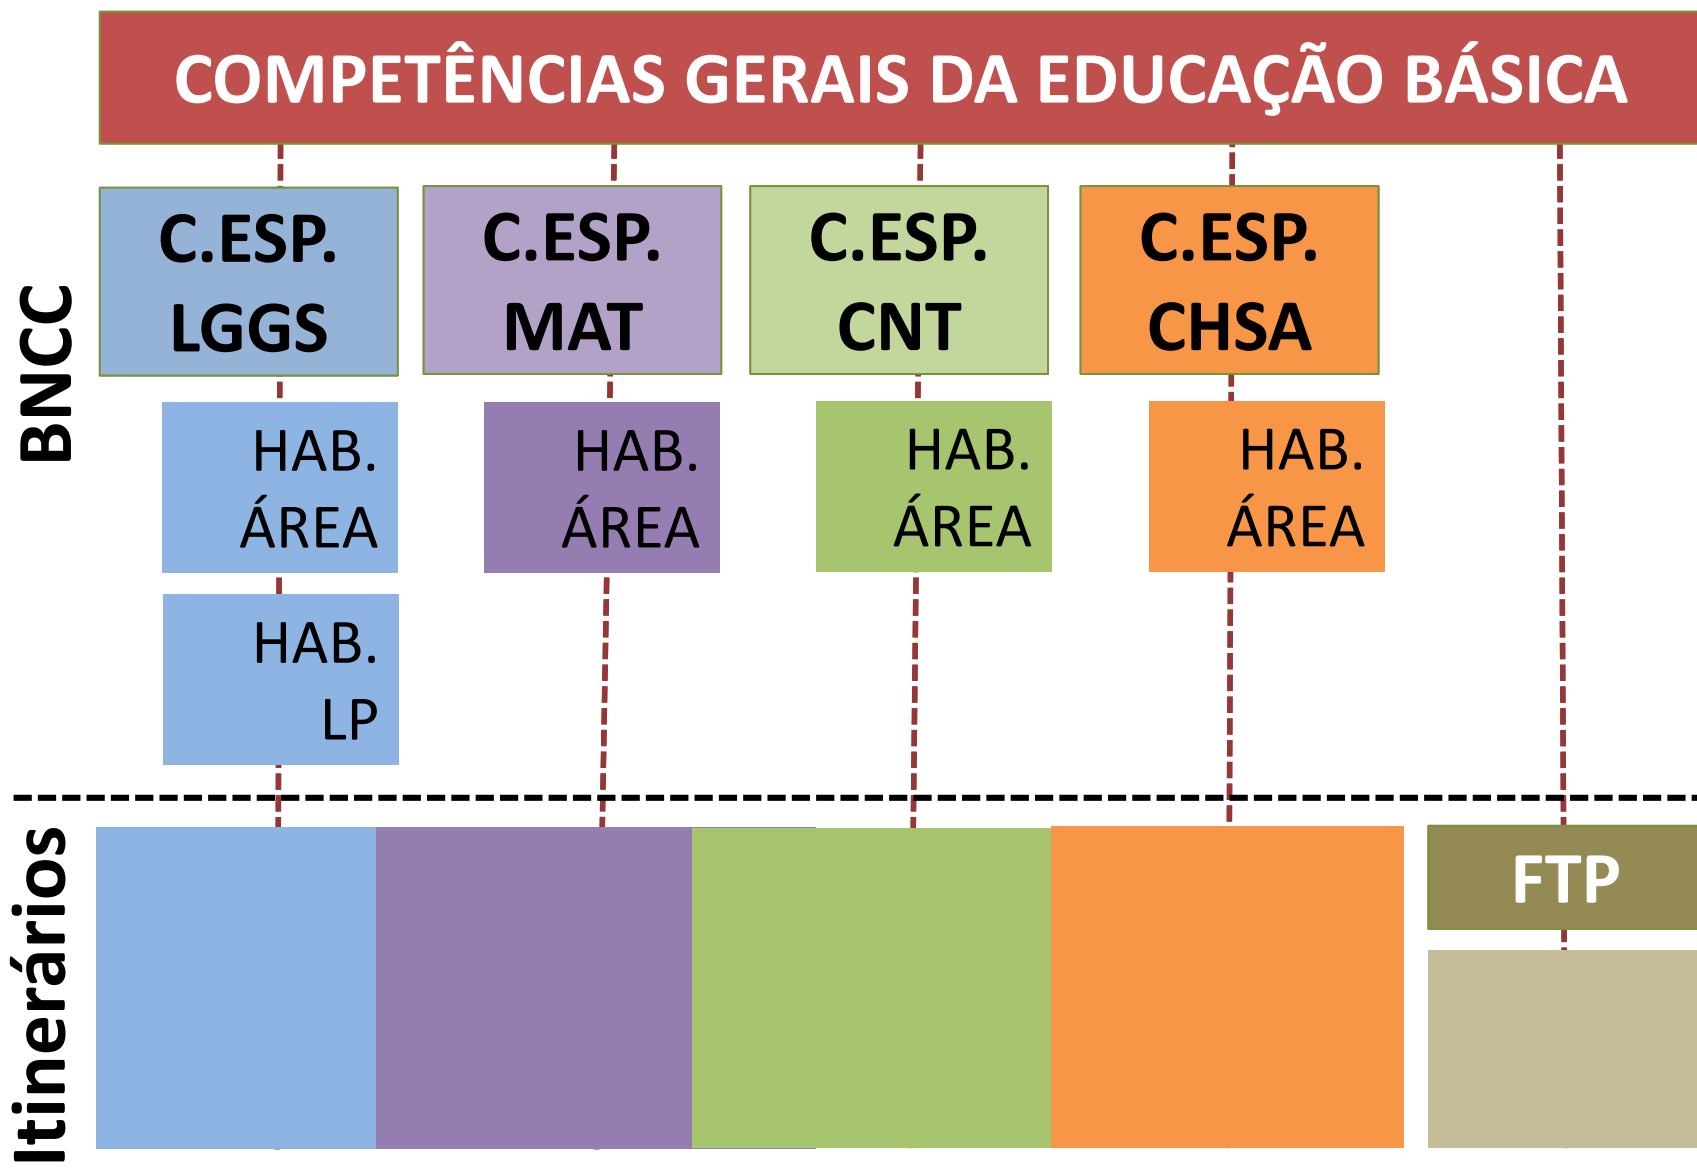 COMPETÊNCIAS GERAIS DA EDUCAÇÃO BÁSICA
BNCC
C.ESP.
LGGS
C.ESP.
MAT
C.ESP.
CNT
C.ESP.
CHSA
HAB.
ÁREA
HAB.
ÁREA
HAB.
ÁREA
HAB.
ÁREA
HAB.
LP
Itinerários
FTP